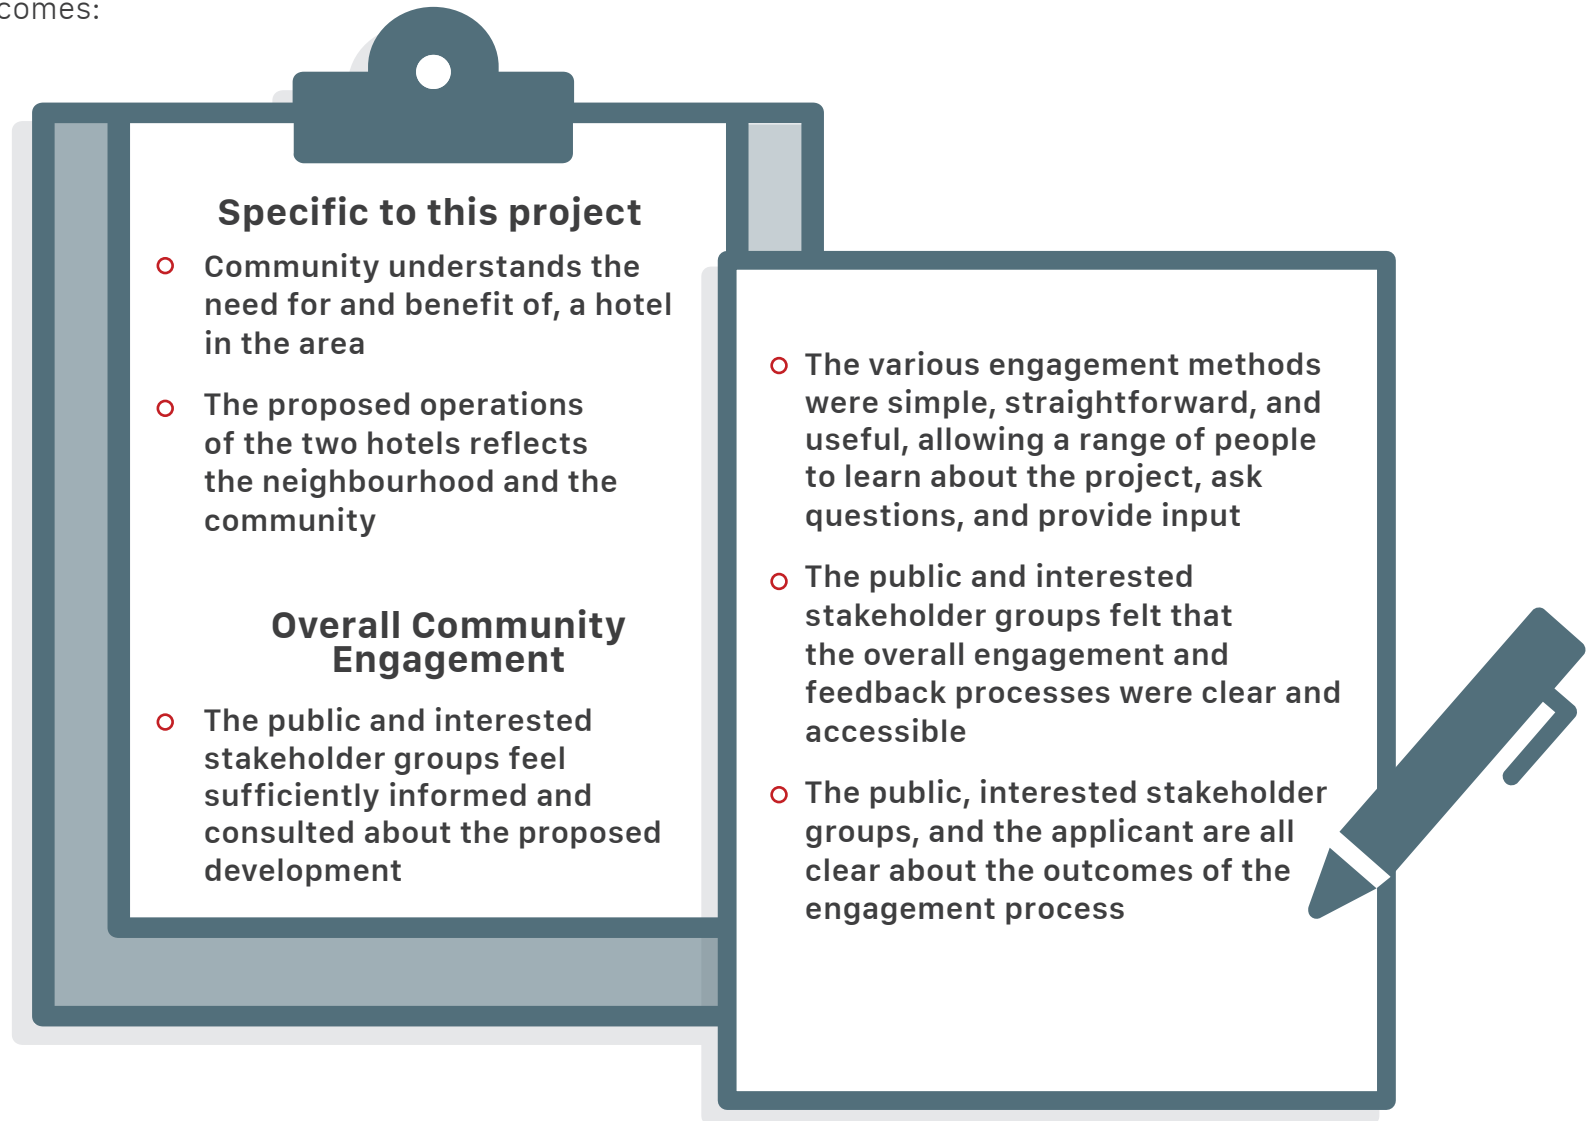 comes:
Specific to this project
Community understands the
need for and benefit of, a hotel
in the area
The proposed operations
of the two hotels reflects
the neighbourhood and the
community
Overall Community
Engagement
The public and interested
stakeholder groups feel
sufficiently informed and
consulted about the proposed
development
The various engagement methods
were simple, straightforward, and
useful, allowing a range of people
to learn about the project, ask
questions, and provide input
The public and interested
stakeholder groups felt that
the overall engagement and
feedback processes were clear and
accessible
The public, interested stakeholder
groups, and the applicant are all
clear about the outcomes of the
engagement process